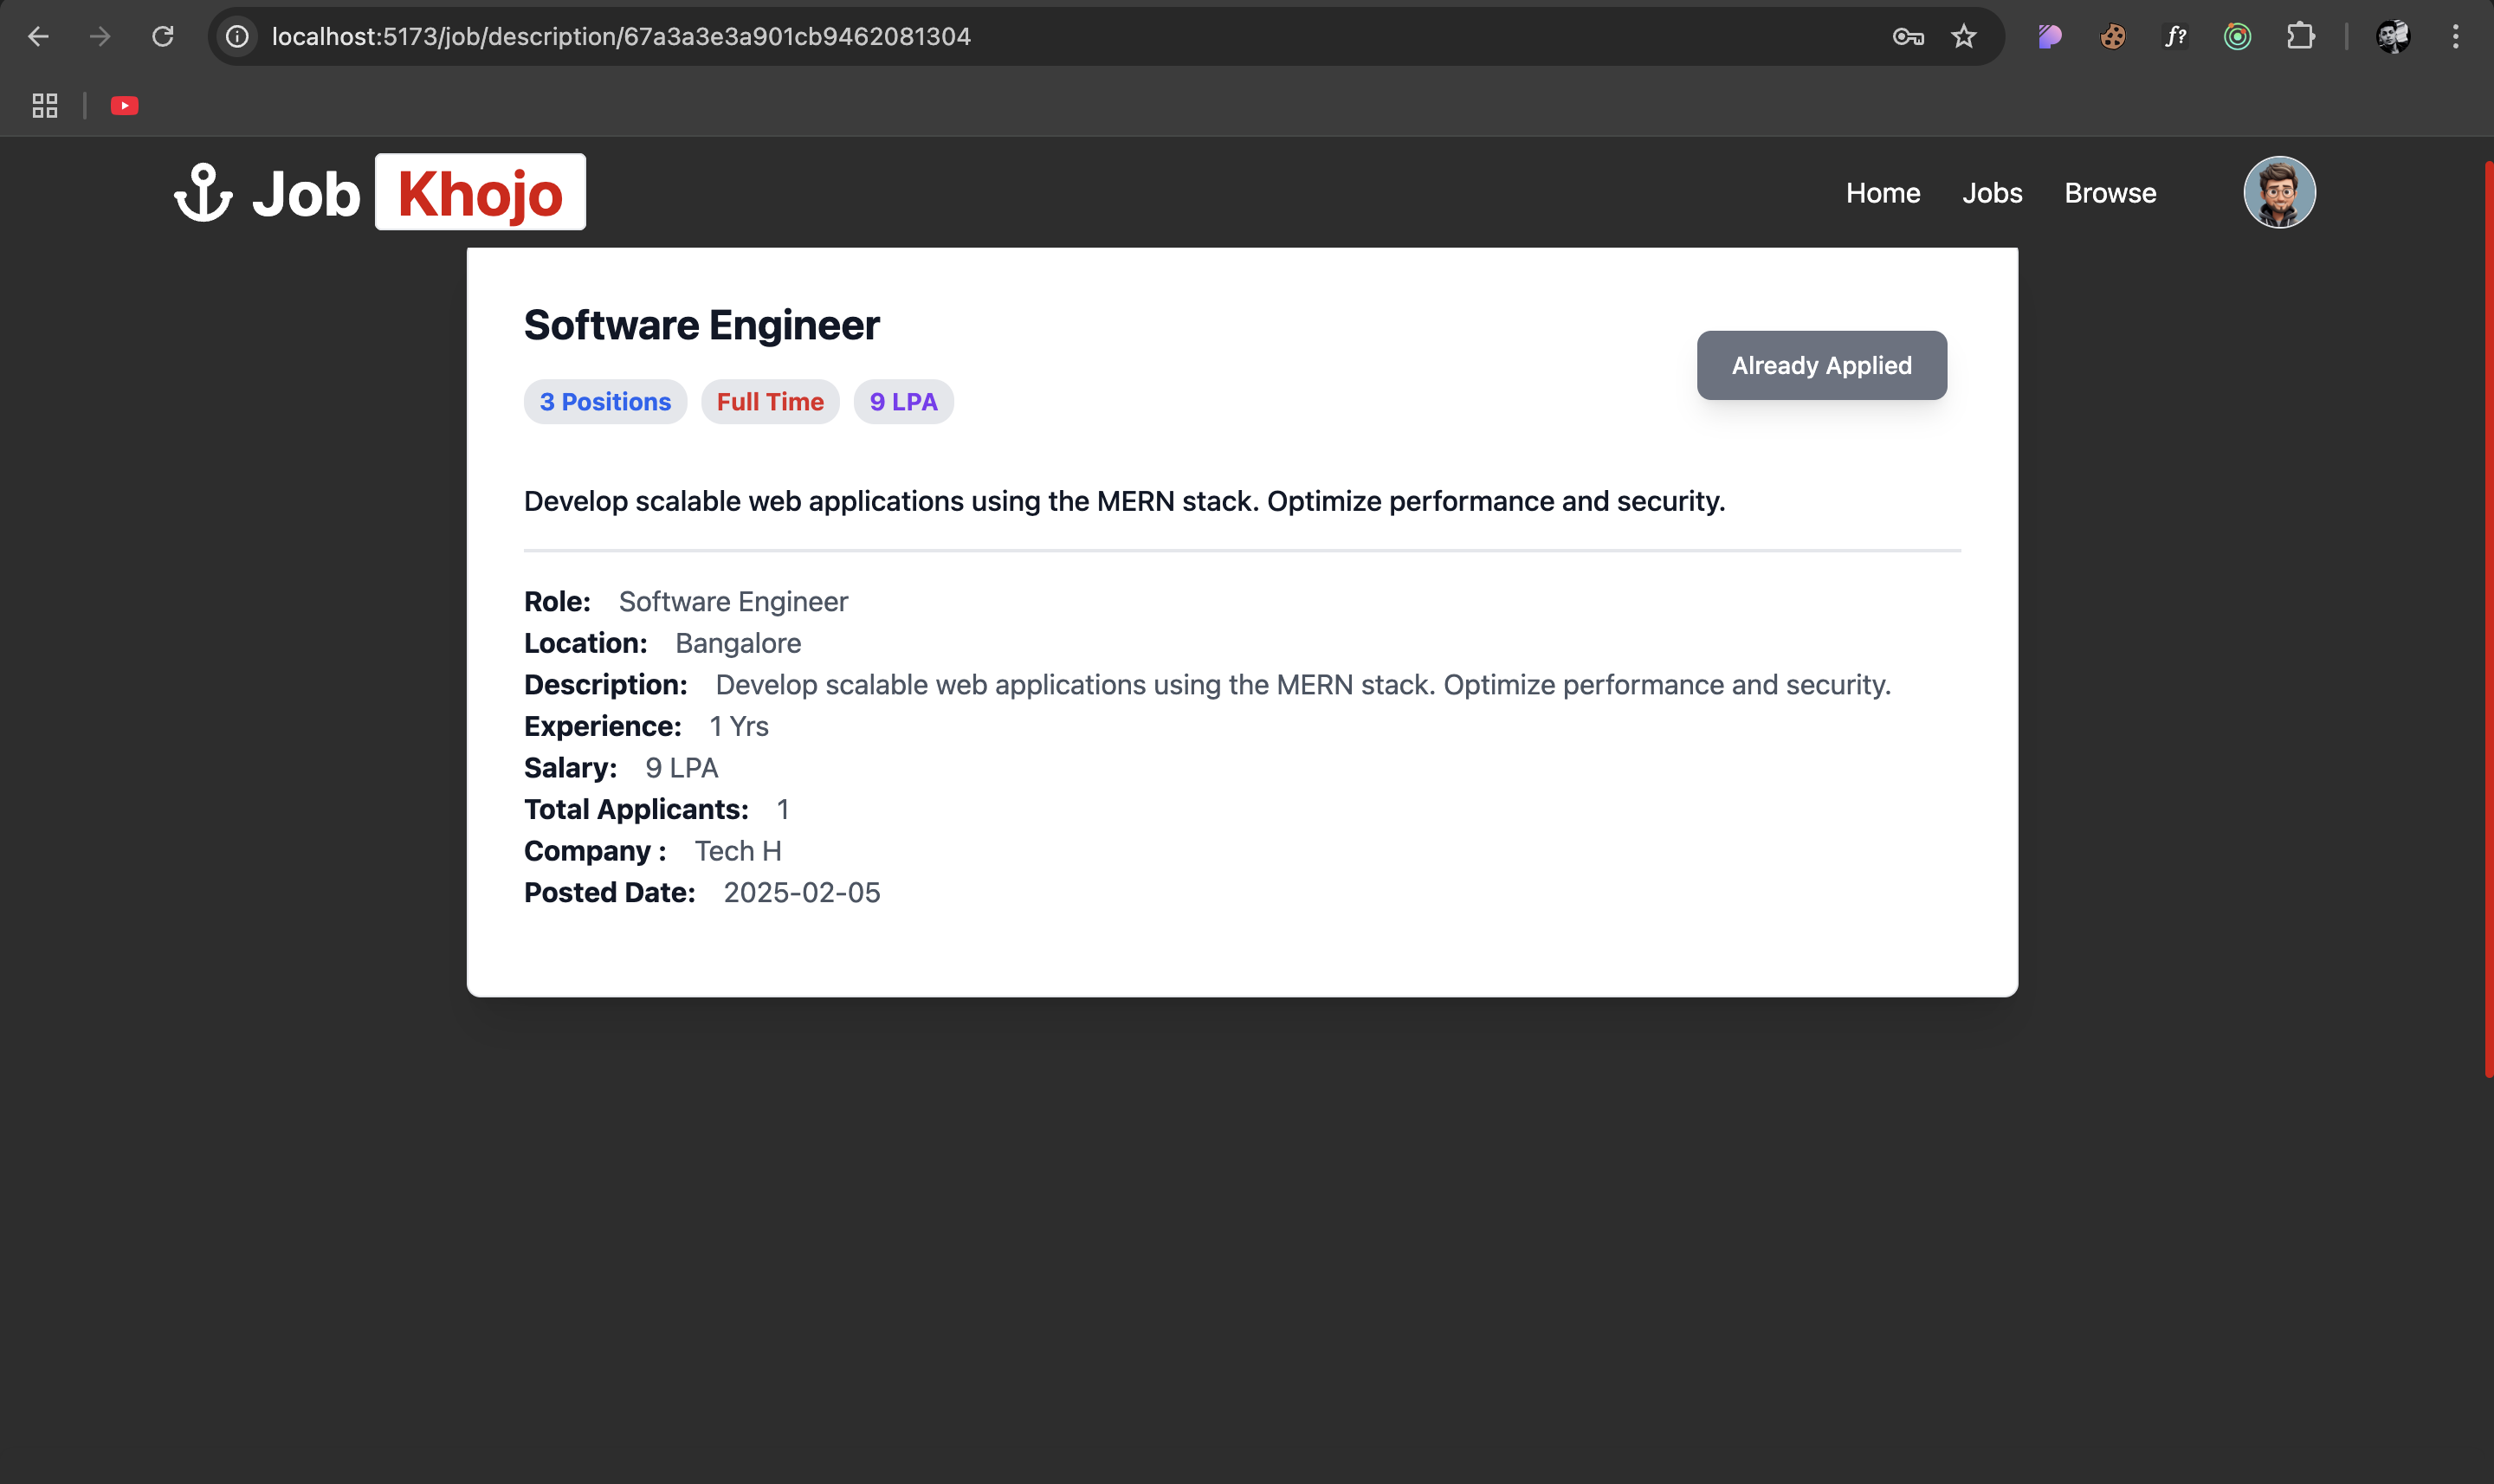 localhost:5173/job/description/67a3a3e3a901cb9462081304
f?
Job Khojo
Home Jobs Browse
Software Engineer
Already Applied
3 Positions Full Time 9 LPA
Develop scalable web applications using the MERN stack. Optimize performance and security.
Role: Software Engineer
Location: Bangalore
Description: Develop scalable web applications using the MERN stack. Optimize performance and security.
Experience: 1 Yrs
Salary: 9 LPA
Total Applicants: 1
Company : Tech H
Posted Date: 2025-02-05